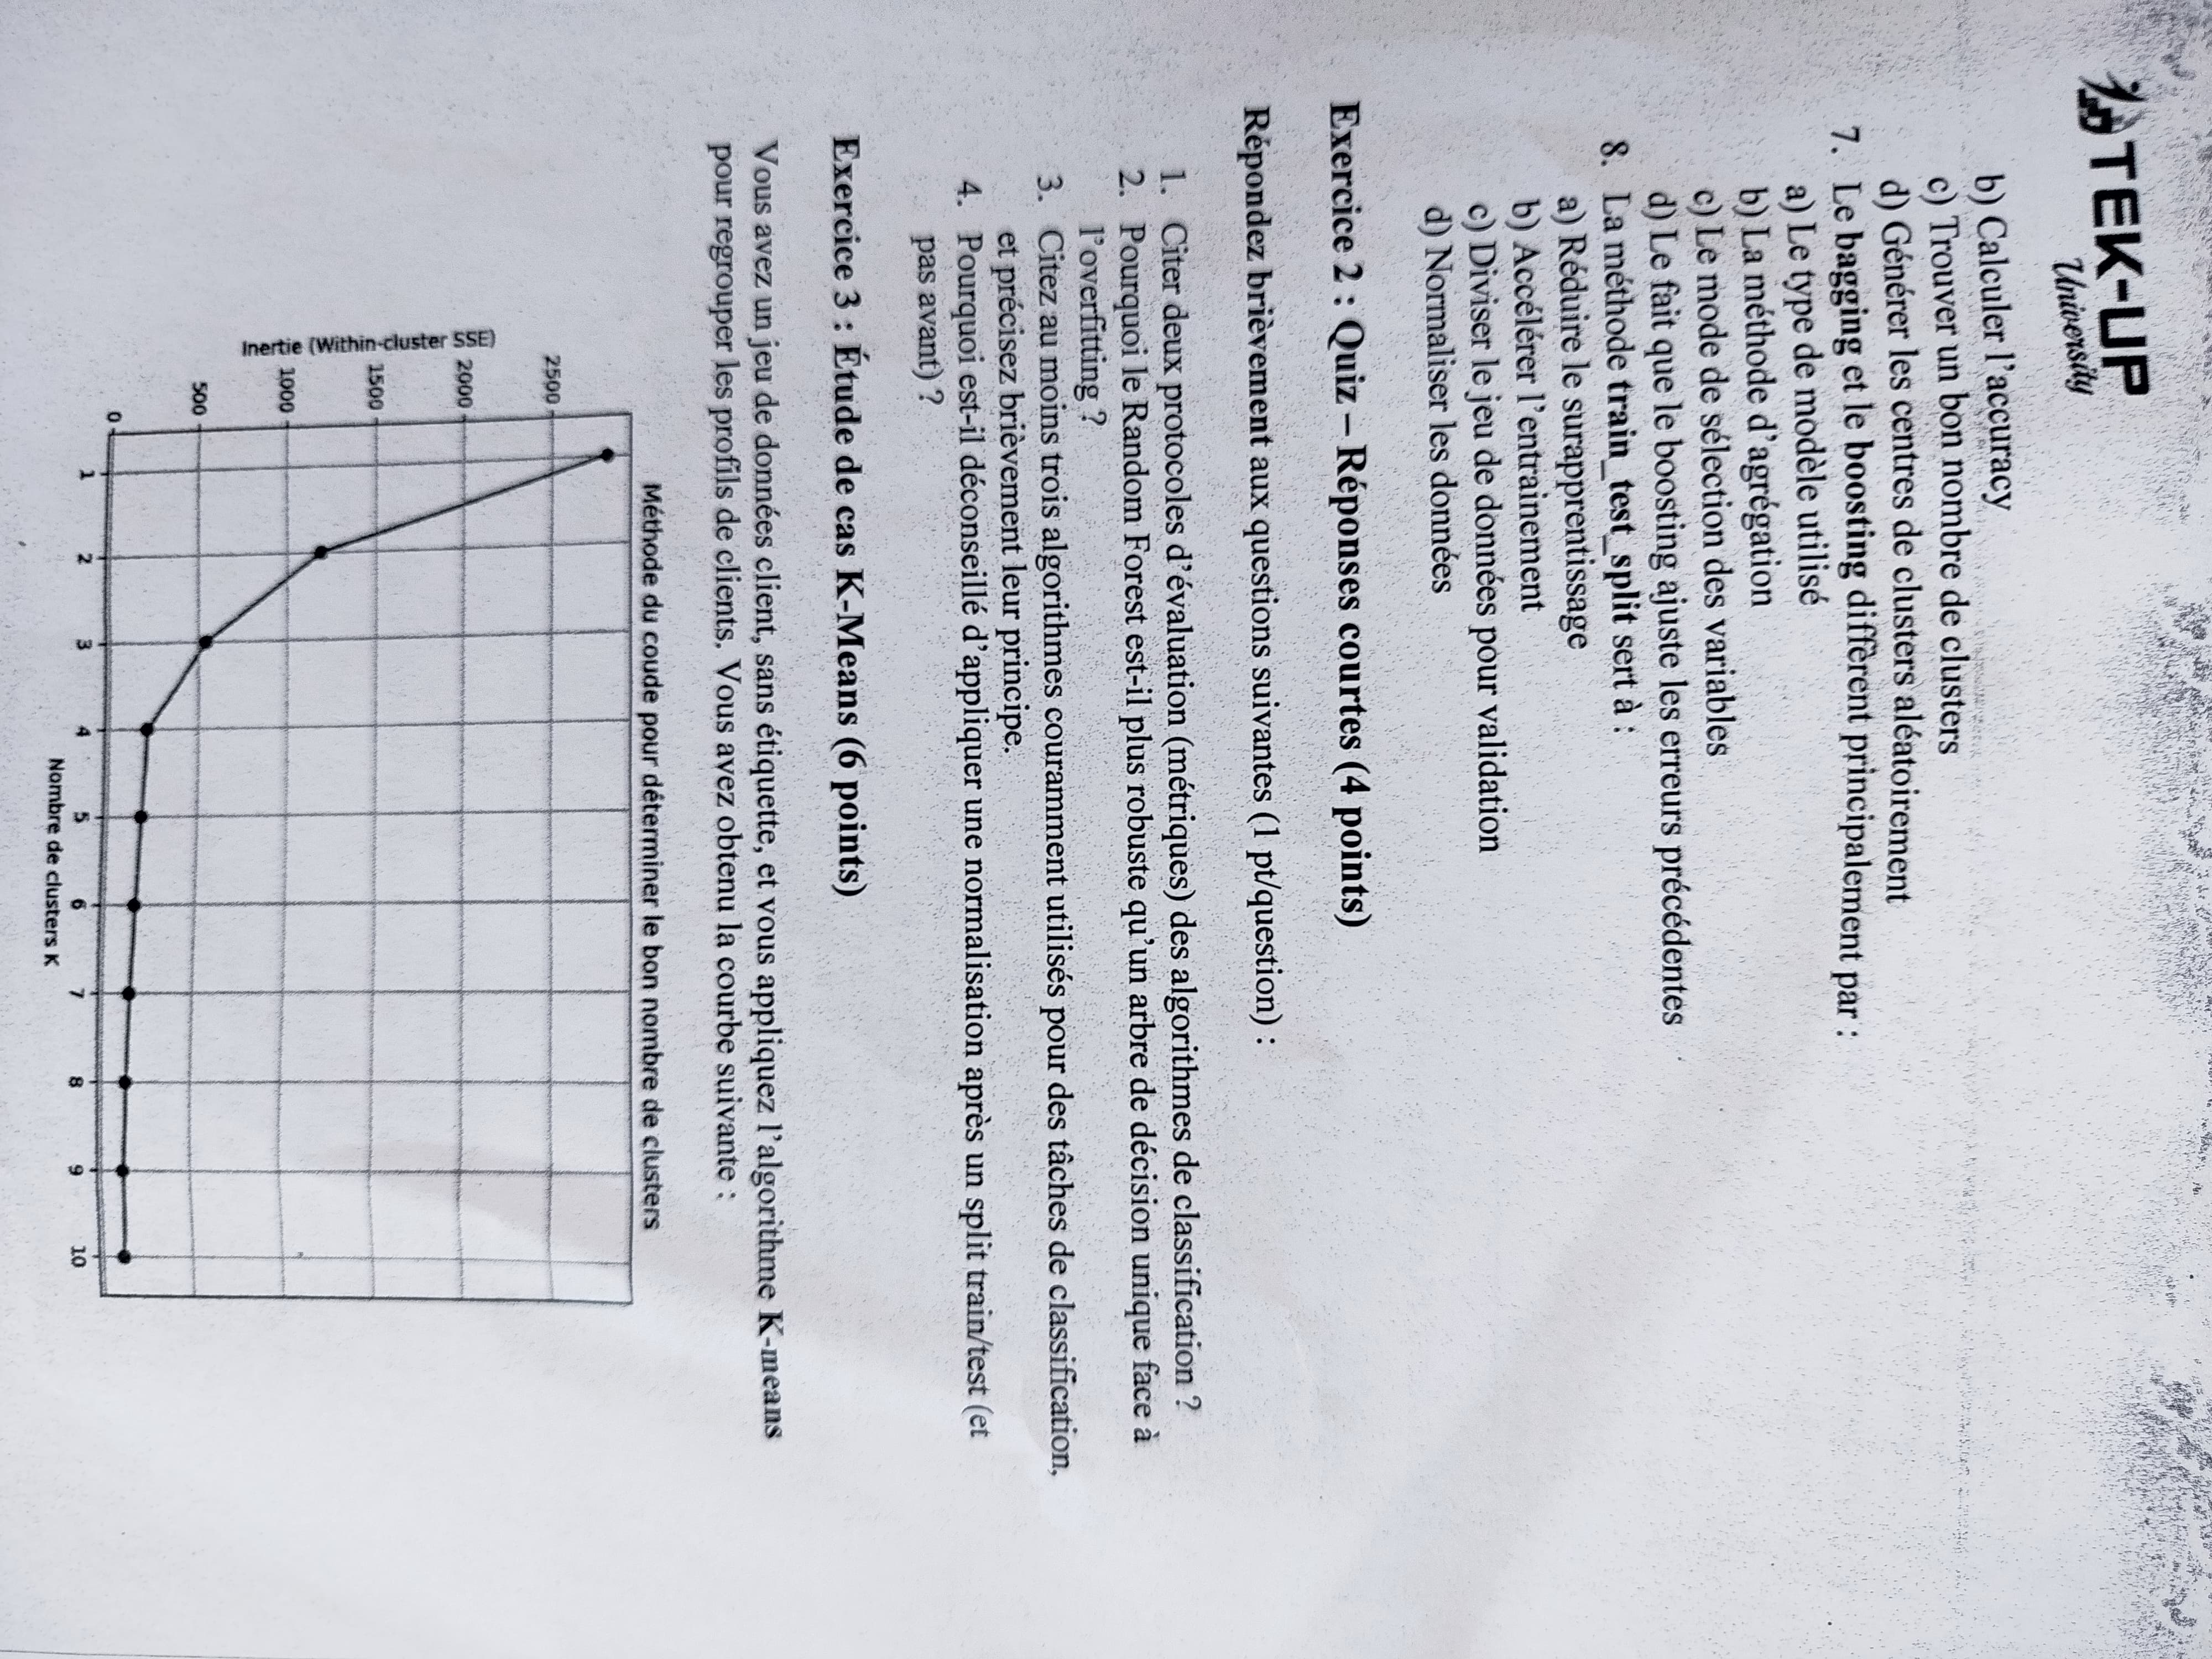 TEK-UP
University
b) Calculer l'accuracy
c) Trouver un bon nombre de clusters
d) Générer les centres de clusters aléatoirement
7. Le bagging et le boosting diffèrent principalement par :
a) Le type de modèle utilisé
b) La méthode d'agrégation
c) Le mode de sélection des variables
d) Le fait que le boosting ajuste les erreurs précédentes
8. La méthode train_test_split sert à :
a) Réduire le surapprentissage
b) Accélérer l'entrainement
c) Diviser le jeu de données pour validation
d) Normaliser les données
Exercice 2 : Quiz – Réponses courtes (4 points)
Répondez brièvement aux questions suivantes (1 pt/question) :
1. Citer deux protocoles d'évaluation (métriques) des algorithmes de classification ?
2. Pourquoi le Random Forest est-il plus robuste qu'un arbre de décision unique face à
l'overfitting ?
3. Citez au moins trois algorithmes couramment utilisés pour des tâches de classification,
et précisez brièvement leur principe.
4. Pourquoi est-il déconseillé d'appliquer une normalisation après un split train/test (et
pas avant) ?
Exercice 3 : Étude de cas K-Means (6 points)
Vous avez un jeu de données client, sans étiquette, et vous appliquez l'algorithme K-means
pour regrouper les profils de clients. Vous avez obtenu la courbe suivante :
Méthode du coude pour déterminer le bon nombre de clusters
Inertie (Within-cluster SSE)
2500
2000
1500
1000
500
0
1 2 3 4 5 6 7 8 9 10
Nombre de clusters K